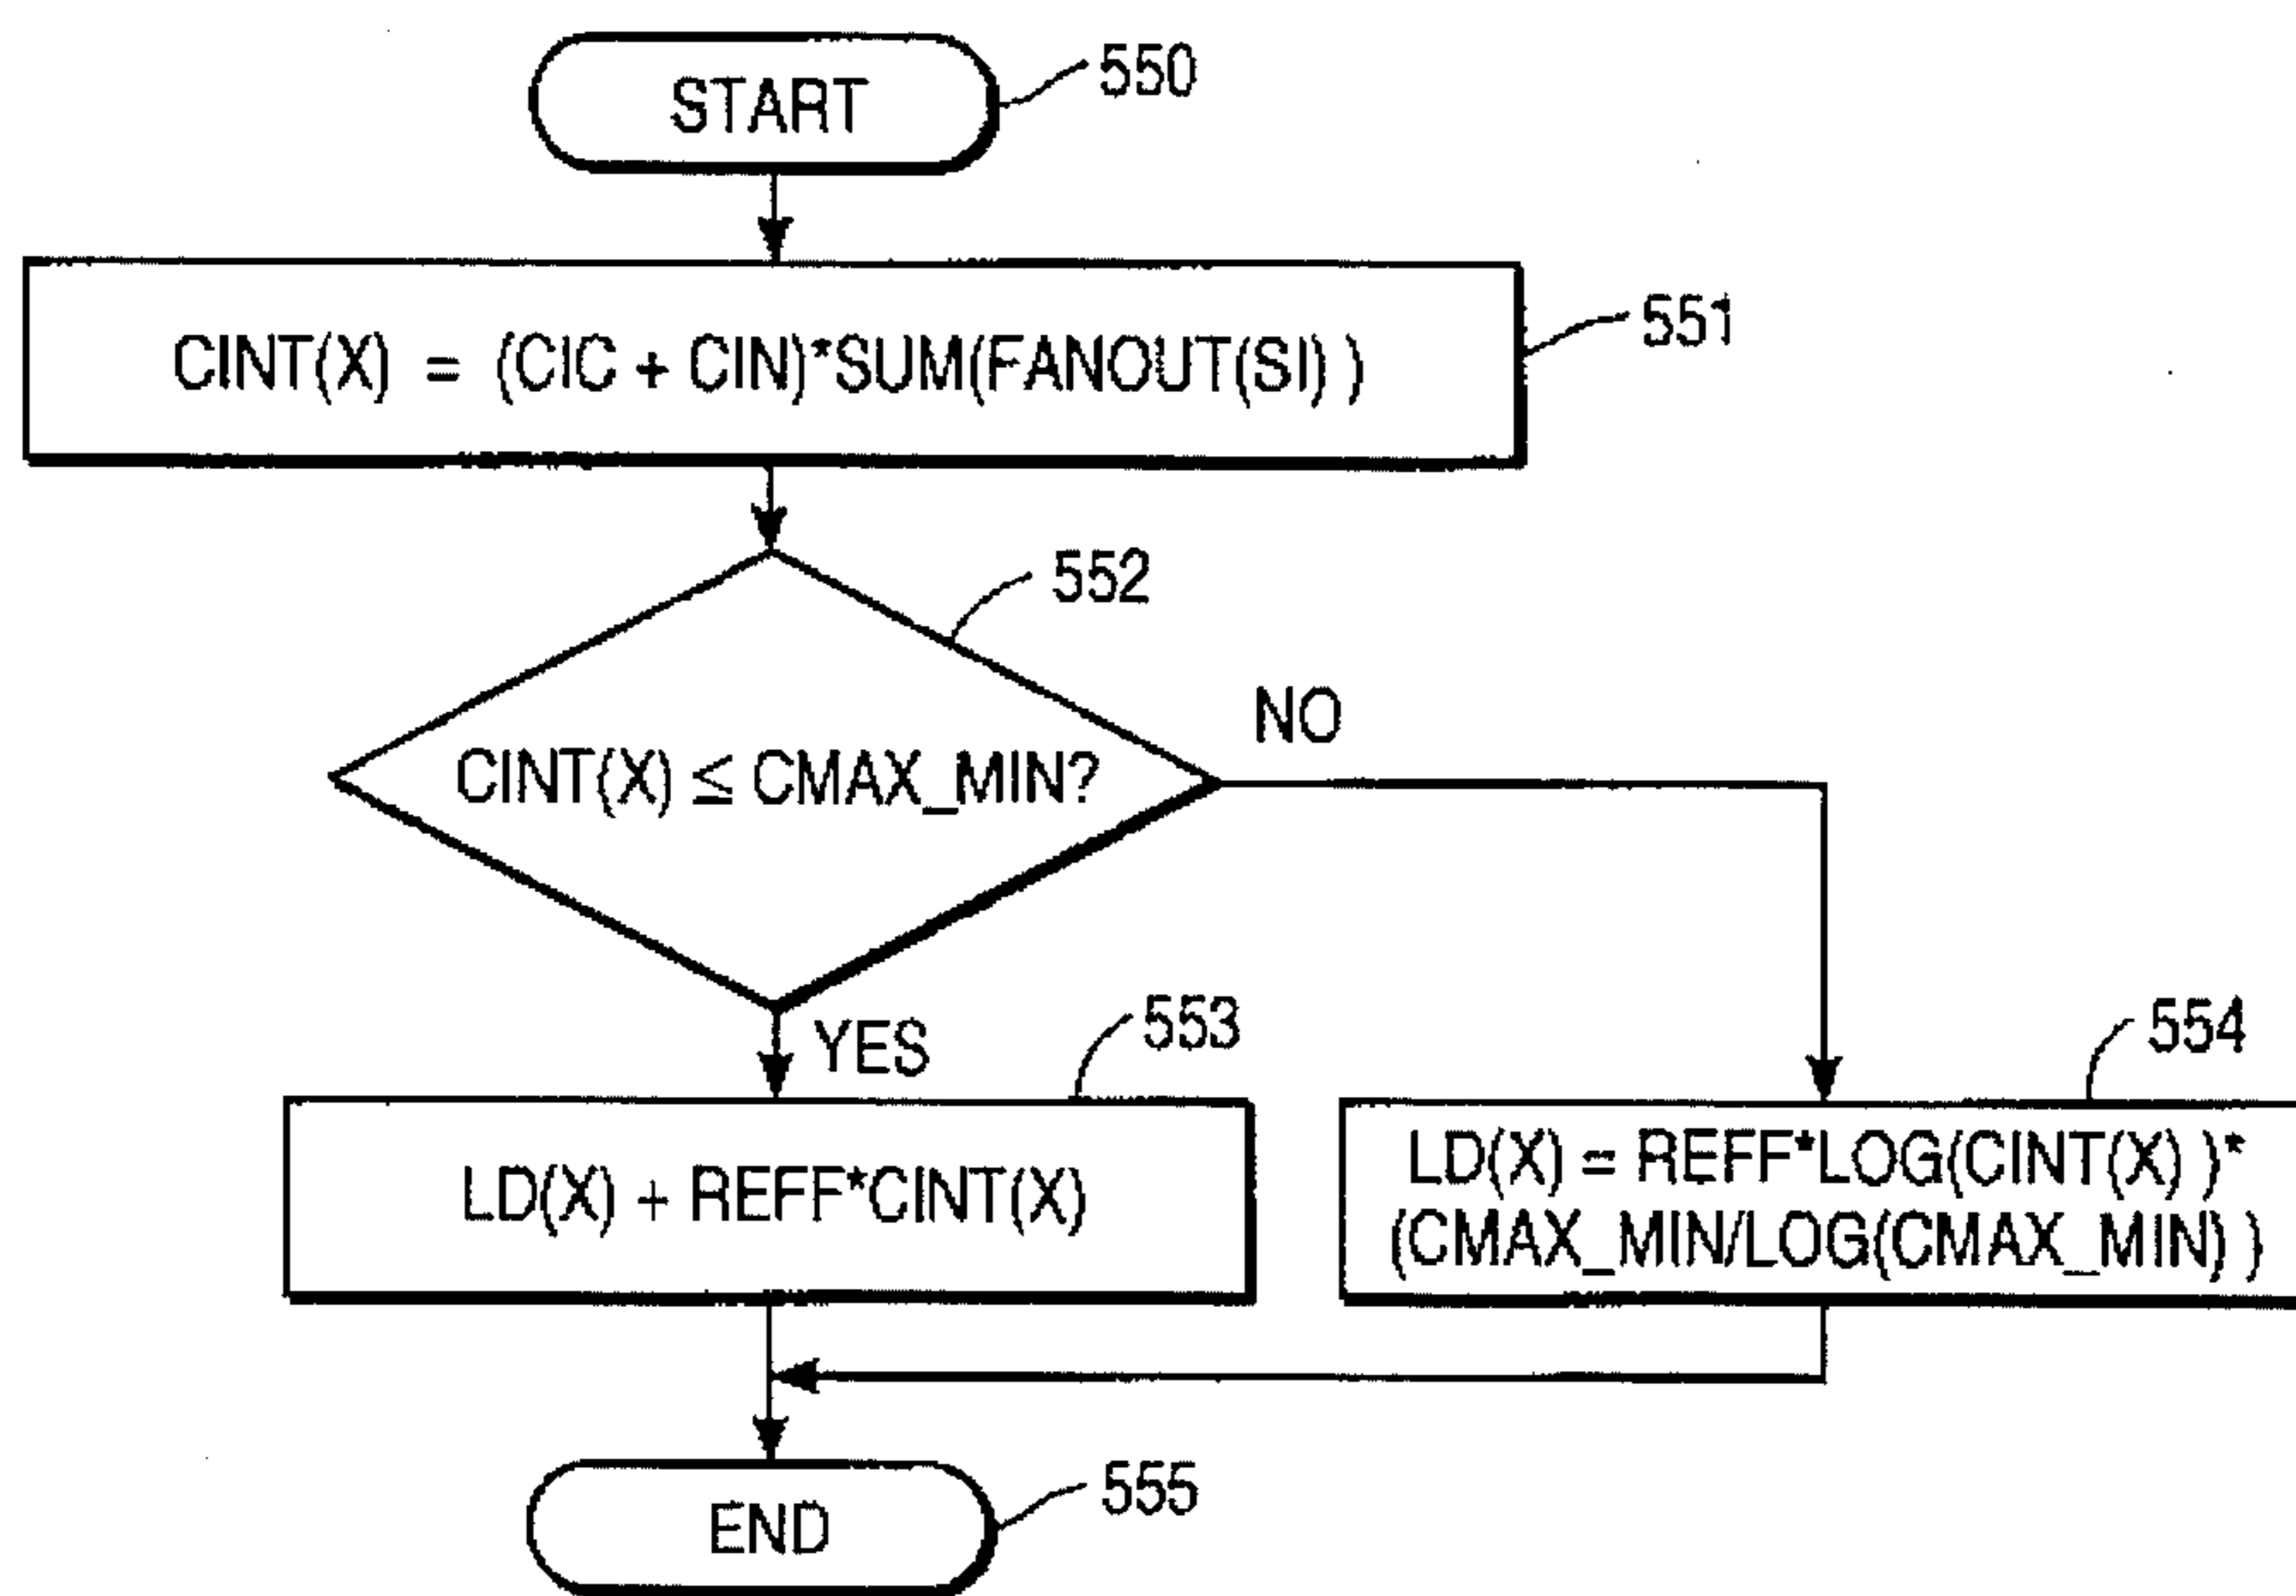 START
550
CINT(X) = (CIC + CIN)*SUM(FANOUT(SI) )
551
552
CINT(X) ≤ CMAX_MIN?
NO
YES
553
LD(X) + REFF*CINT(X)
554
LD(X) = REFF*LOG(CINT(X) )*
(CMAX_MIN/LOG(CMAX_MIN) )
END
555